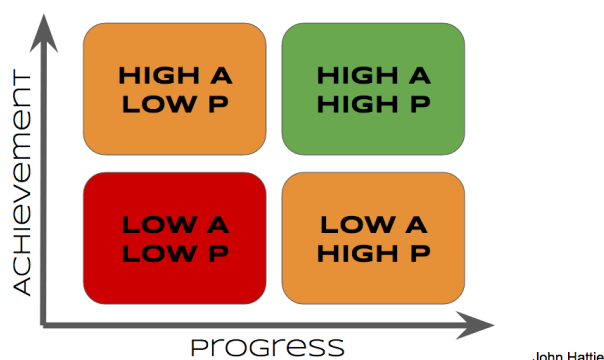 ACHIEVEMENT
HIGH A
LOW P
HIGH A
HIGH P
LOW A
LOW P
LOW A
HIGH P
PROGRESS
John Hattie